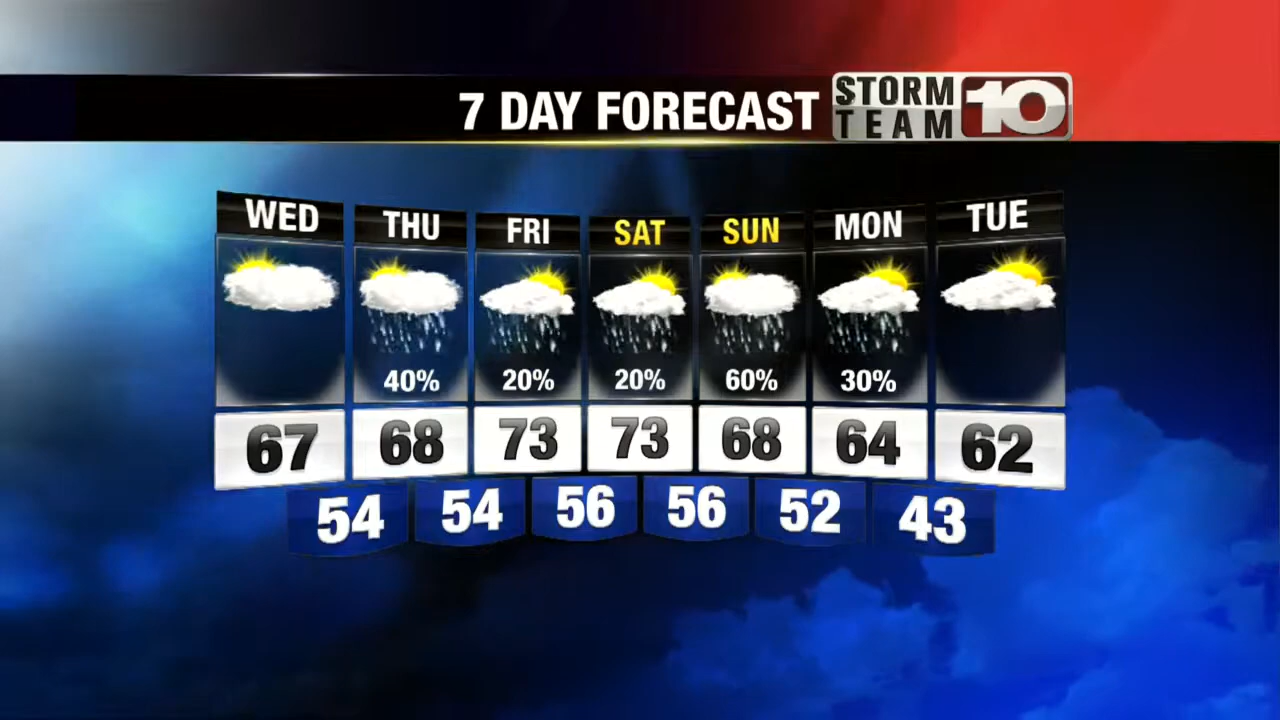 7 DAY FORECAST STORM TEAM 10
WED THU FRI SAT SUN MON TUE
40% 20% 20% 60% 30%
67 68 73 73 68 64 62
54 54 56 56 52 43